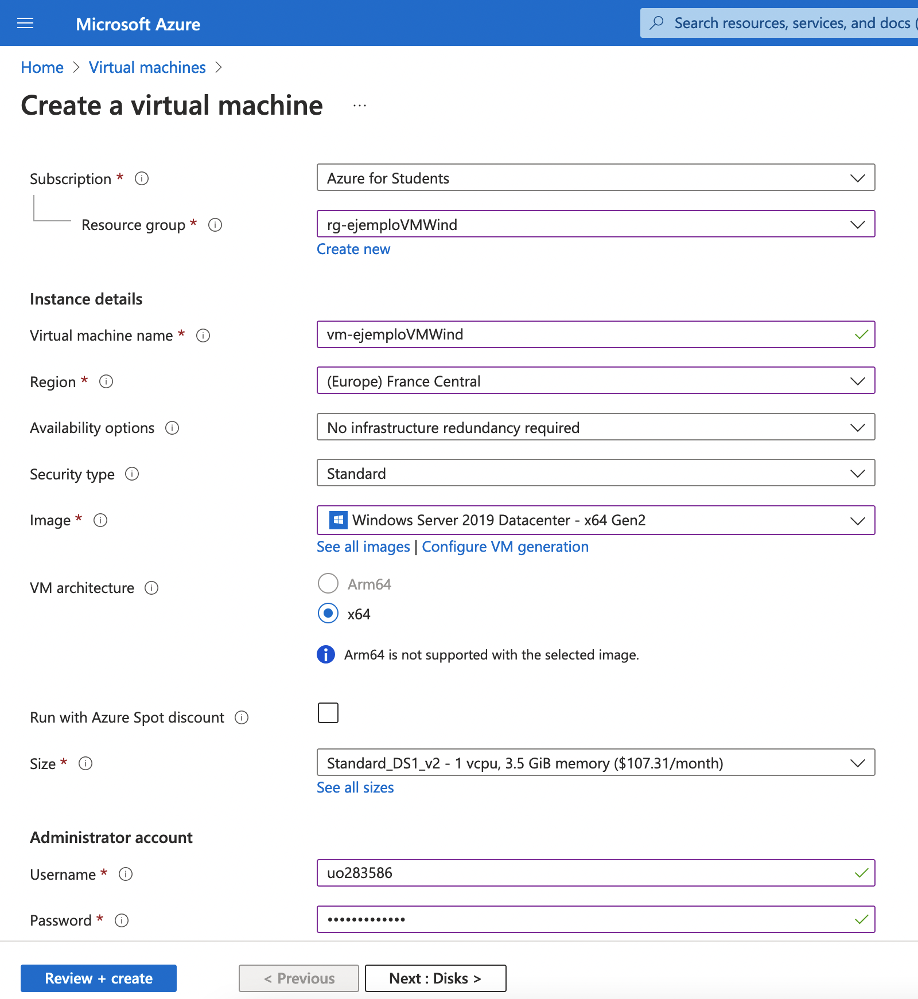 Microsoft Azure
Search resources, services, and docs (
Home > Virtual machines >
Create a virtual machine ...
Subscription *
Azure for Students
Resource group *
rg-ejemploVMWind
Create new
Instance details
Virtual machine name *
vm-ejemploVMWind
Region *
(Europe) France Central
Availability options
No infrastructure redundancy required
Security type
Standard
Image *
Windows Server 2019 Datacenter - x64 Gen2
See all images | Configure VM generation
VM architecture
Arm64
x64
Arm64 is not supported with the selected image.
Run with Azure Spot discount
Size *
Standard_DS1_v2 - 1 vcpu, 3.5 GiB memory ($107.31/month)
See all sizes
Administrator account
Username *
uo283586
Password *
•••••••••••••
Review + create
< Previous
Next : Disks >